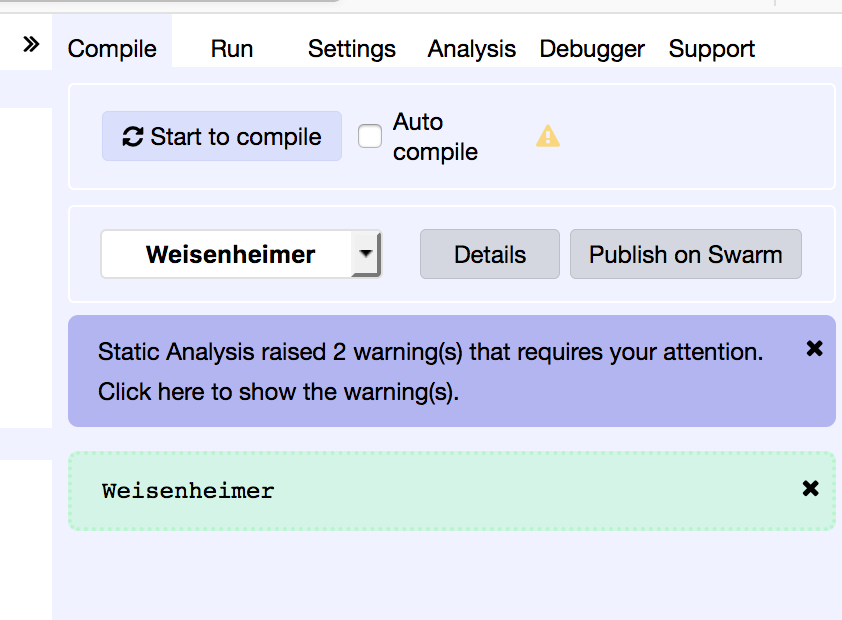 Compile Run Settings Analysis Debugger Support
Start to compile
Auto
compile
Weisenheimer
Details
Publish on Swarm
Static Analysis raised 2 warning(s) that requires your attention.
Click here to show the warning(s).
Weisenheimer